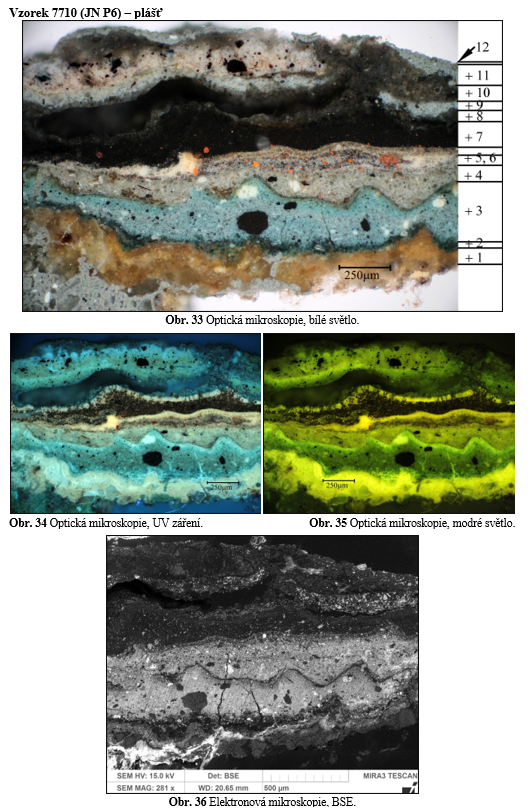 Vzorek 7710 (JN P6) – plášť
12
+ 11
+ 10
+ 9
+ 8
+ 7
+ 5, 6
+ 4
+ 3
+ 2
+ 1
250µm
Obr. 33 Optická mikroskopie, bílé světlo.
250µm
250µm
Obr. 34 Optická mikroskopie, UV záření.
Obr. 35 Optická mikroskopie, modré světlo.
SEM HV: 15.0 kV
Det: BSE
MIRA3 TESCAN
SEM MAG: 281 x
WD: 20.65 mm
500 µm
Obr. 36 Elektronová mikroskopie, BSE.